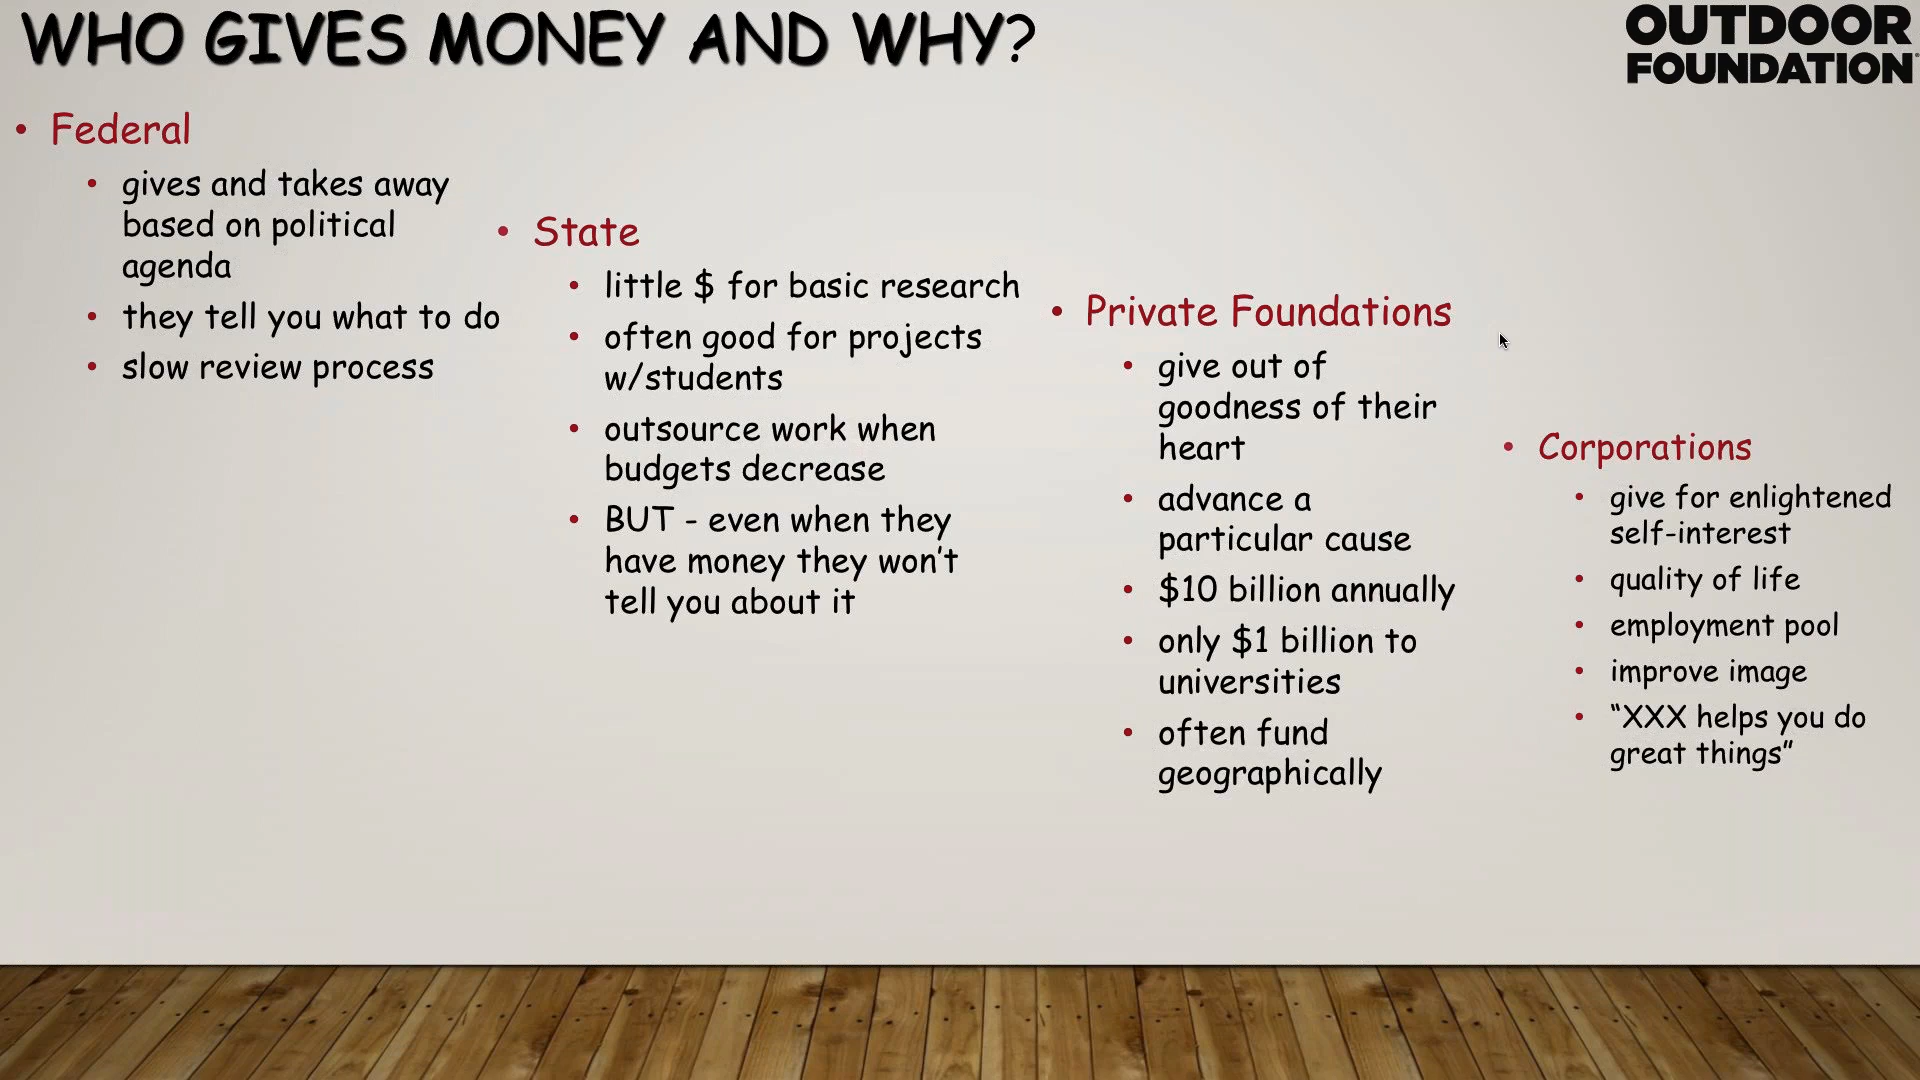 WHO GIVES MONEY AND WHY?
OUTDOOR
FOUNDATION
• Federal
• gives and takes away
based on political
agenda
• they tell you what to do
• slow review process
• State
• little $ for basic research
• often good for projects
w/students
• outsource work when
budgets decrease
• BUT - even when they
have money they won't
tell you about it
• Private Foundations
• give out of
goodness of their
heart
• advance a
particular cause
• $10 billion annually
• only $1 billion to
universities
• often fund
geographically
• Corporations
• give for enlightened
self-interest
• quality of life
• employment pool
• improve image
• “XXX helps you do
great things”